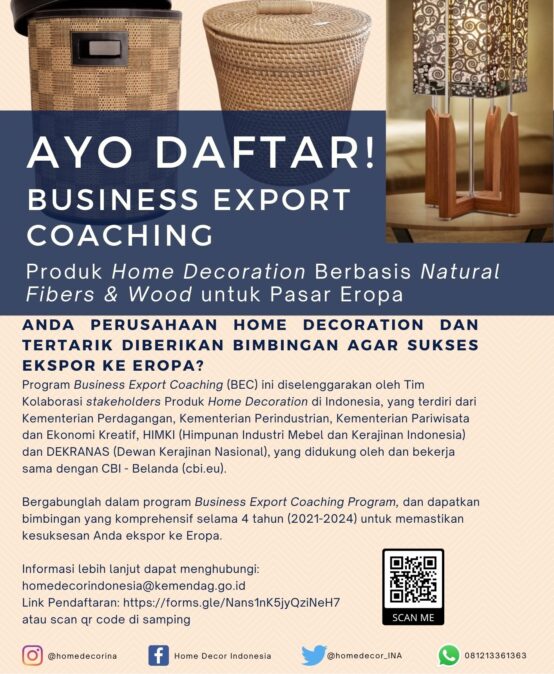 AYO DAFTAR!
BUSINESS EXPORT
COACHING
Produk Home Decoration Berbasis Natural
Fibers & Wood untuk Pasar Eropa
ANDA PERUSAHAAN HOME DECORATION DAN
TERTARIK DIBERIKAN BIMBINGAN AGAR SUKSES
EKSPOR KE EROPA?
Program Business Export Coaching (BEC) ini diselenggarakan oleh Tim
Kolaborasi stakeholders Produk Home Decoration di Indonesia, yang terdiri dari
Kementerian Perdagangan, Kementerian Perindustrian, Kementerian Pariwisata
dan Ekonomi Kreatif, HIMKI (Himpunan Industri Mebel dan Kerajinan Indonesia)
dan DEKRANAS (Dewan Kerajinan Nasional), yang didukung oleh dan bekerja
sama dengan CBI - Belanda (cbi.eu).
Bergabunglah dalam program Business Export Coaching Program, dan dapatkan
bimbingan yang komprehensif selama 4 tahun (2021-2024) untuk memastikan
kesuksesan Anda ekspor ke Eropa.
Informasi lebih lanjut dapat menghubungi:
homedecorindonesia@kemendag.go.id
Link Pendaftaran: https://forms.gle/Nans1nK5jyQziNeH7
atau scan qr code di samping
SCAN ME
@homedecorina
Home Decor Indonesia
@homedecor_INA
081213361363